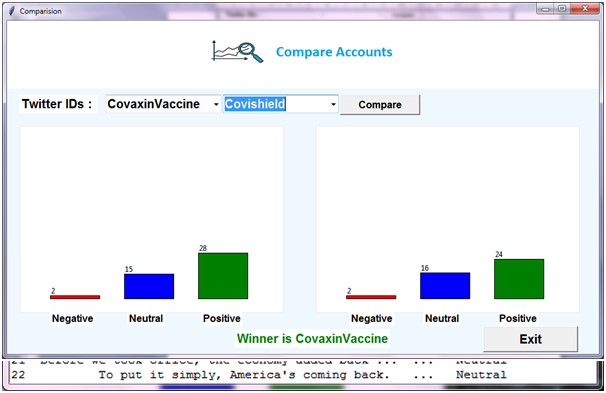 Comparision
Compare Accounts
Twitter IDs : CovaxinVaccine Covishield Compare
2 15 28
Negative Neutral Positive
2 16 24
Negative Neutral Positive
Winner is CovaxinVaccine
Exit
21 Before we took office, the economy added back ... ... Neutral
22 To put it simply, America's coming back. ... Neutral